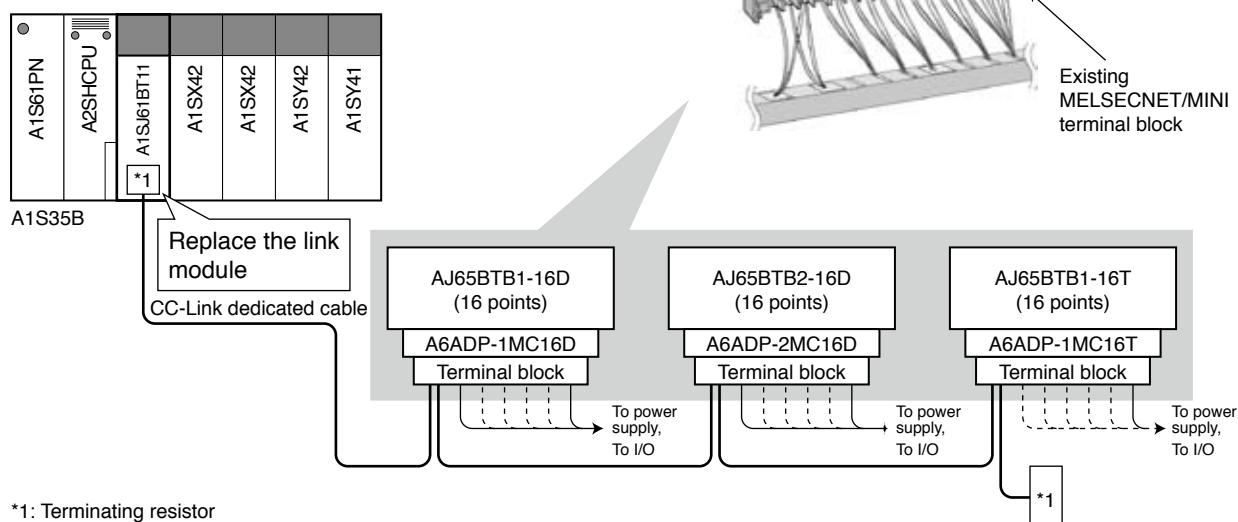 A1S61PN
A2SHCPU
A1SJ61BT11
A1SX42
A1SX42
A1SY42
A1SY41
*1
A1S35B
Replace the link
module
CC-Link dedicated cable
Existing
MELSECNET/MINI
terminal block
AJ65BTB1-16D
(16 points)
A6ADP-1MC16D
Terminal block
To power
supply,
To I/O
AJ65BTB2-16D
(16 points)
A6ADP-2MC16D
Terminal block
To power
supply,
To I/O
AJ65BTB1-16T
(16 points)
A6ADP-1MC16T
Terminal block
To power
supply,
To I/O
*1
*1: Terminating resistor